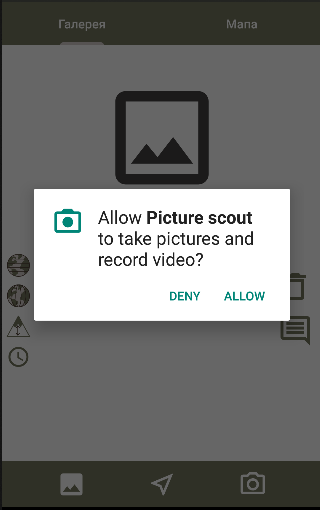 Галерея
Мапа
Allow Picture scout
to take pictures and
record video?
DENY
ALLOW